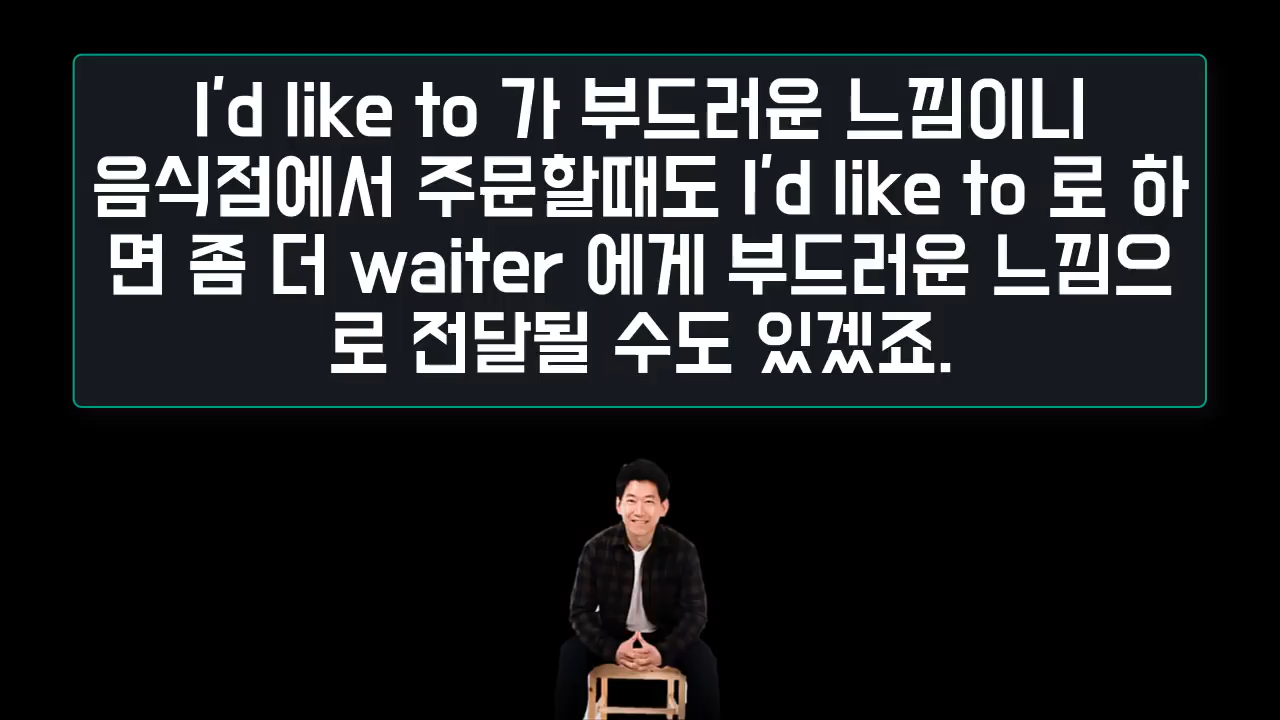 I'd like to 가 부드러운 느낌이니
음식점에서 주문할때도 I'd like to 로 하
면 좀 더 waiter 에게 부드러운 느낌으
로 전달될 수도 있겠죠.